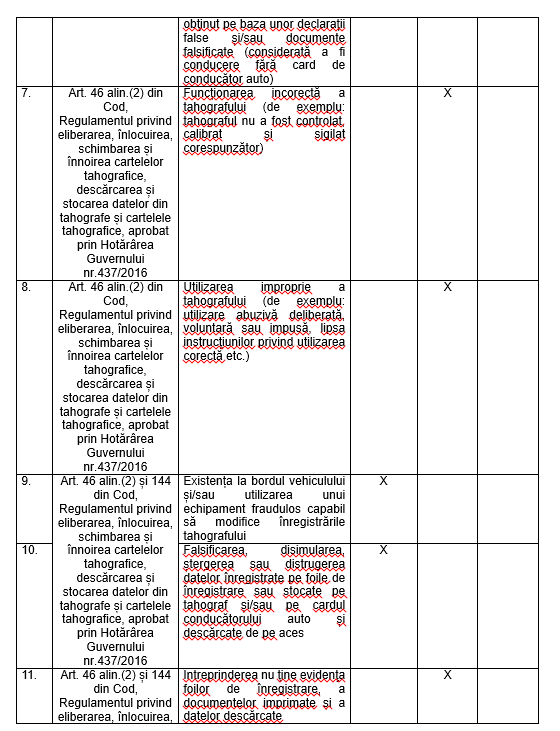 obținut pe baza unor declarații
false și/sau documente
falsificate (considerată a fi
conducere fără card de
conducător auto)
7.
Art. 46 alin.(2) din
Cod,
Regulamentul privind
eliberarea, înlocuirea,
schimbarea și
înnoirea cartelelor
tahografice,
descărcarea și
stocarea datelor din
tahografe și cartelele
tahografice, aprobat
prin Hotărârea
Guvernului
nr.437/2016
Funcționarea incorectă a
tahografului (de exemplu:
tahograful nu a fost controlat,
calibrat și sigilat
corespunzător)
X
8.
Art. 46 alin.(2) din
Cod,
Regulamentul privind
eliberarea, înlocuirea,
schimbarea și
înnoirea cartelelor
tahografice,
descărcarea și
stocarea datelor din
tahografe și cartelele
tahografice, aprobat
prin Hotărârea
Guvernului
nr.437/2016
Utilizarea improprie a
tahografului (de exemplu:
utilizare abuzivă deliberată,
voluntară sau impusă, lipsa
instrucțiunilor privind utilizarea
corectă etc.)
X
9.
Art. 46 alin.(2) și 144
din Cod,
Regulamentul privind
eliberarea, înlocuirea,
schimbarea și
înnoirea cartelelor
tahografice,
descărcarea și
stocarea datelor din
tahografe și cartelele
tahografice, aprobat
prin Hotărârea
Guvernului
nr.437/2016
Existența la bordul vehiculului
și/sau utilizarea unui
echipament fraudulos capabil
să modifice înregistrările
tahografului
X
10.
Falsificarea, disimularea,
ștergerea sau distrugerea
datelor înregistrate pe foile de
înregistrare sau stocate pe
tahograf și/sau pe cardul
conducătorului auto și
descărcate de pe aces
X
11.
Art. 46 alin.(2) și 144
din Cod,
Regulamentul privind
eliberarea, înlocuirea,
Întreprinderea nu ține evidența
foilor de înregistrare, a
documentelor imprimate și a
datelor descărcate
X